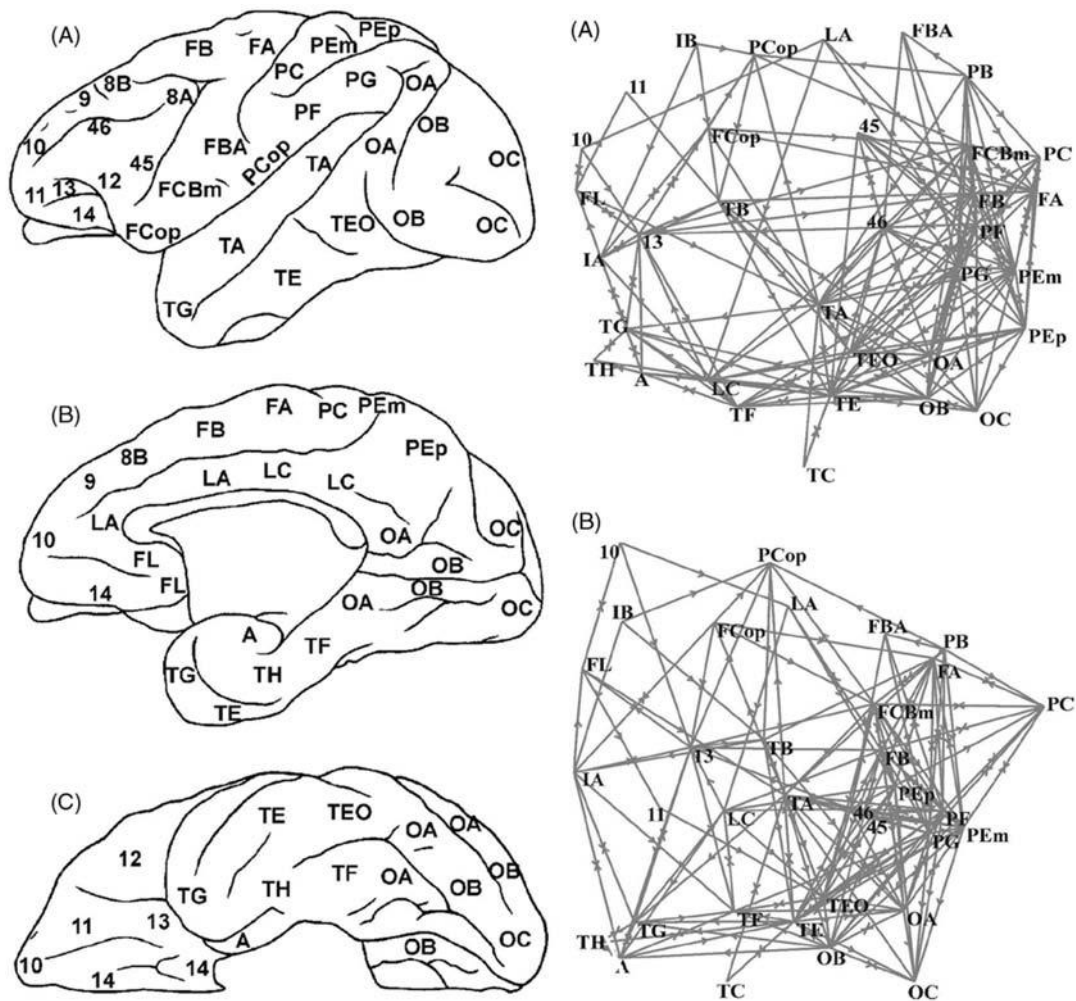 (A)
FB
FA
PEm
PEp
PC
PG
8B
9
8A
OA
46
PF
OB
10
FBA
PCop
OA
OC
45
TA
12
FCBm
13
11
14
FCop
TEO
OB
OC
TA
TE
TG
(B)
FA
PC
PEm
FB
8B
PEp
9
LA
LC
LC
LA
10
OA
OC
FL
OB
FL
OB
14
OA
OC
A
TF
TG
TH
TE
(C)
TE
TEO
OA
OA
12
TG
TH
TF
OA
OB
OB
11
13
A
OC
OB
10
14
14
(A)
IB
PCop
LA
FBA
PB
11
10
FCop
45
FCBm
PC
FL
TB
FB
FA
13
46
PF
IA
PG
PEm
TG
TA
PEp
TH
A
LC
TEO
OA
TF
TE
OB
OC
TC
(B)
10
PCop
IB
LA
FCop
FBA
PB
FL
FA
PC
FCBm
13
TB
FB
IA
PEp
11
LC
TA
46
45
PF
PG
PEm
TEO
TG
TF
TE
OA
TH
A
OB
TC
OC